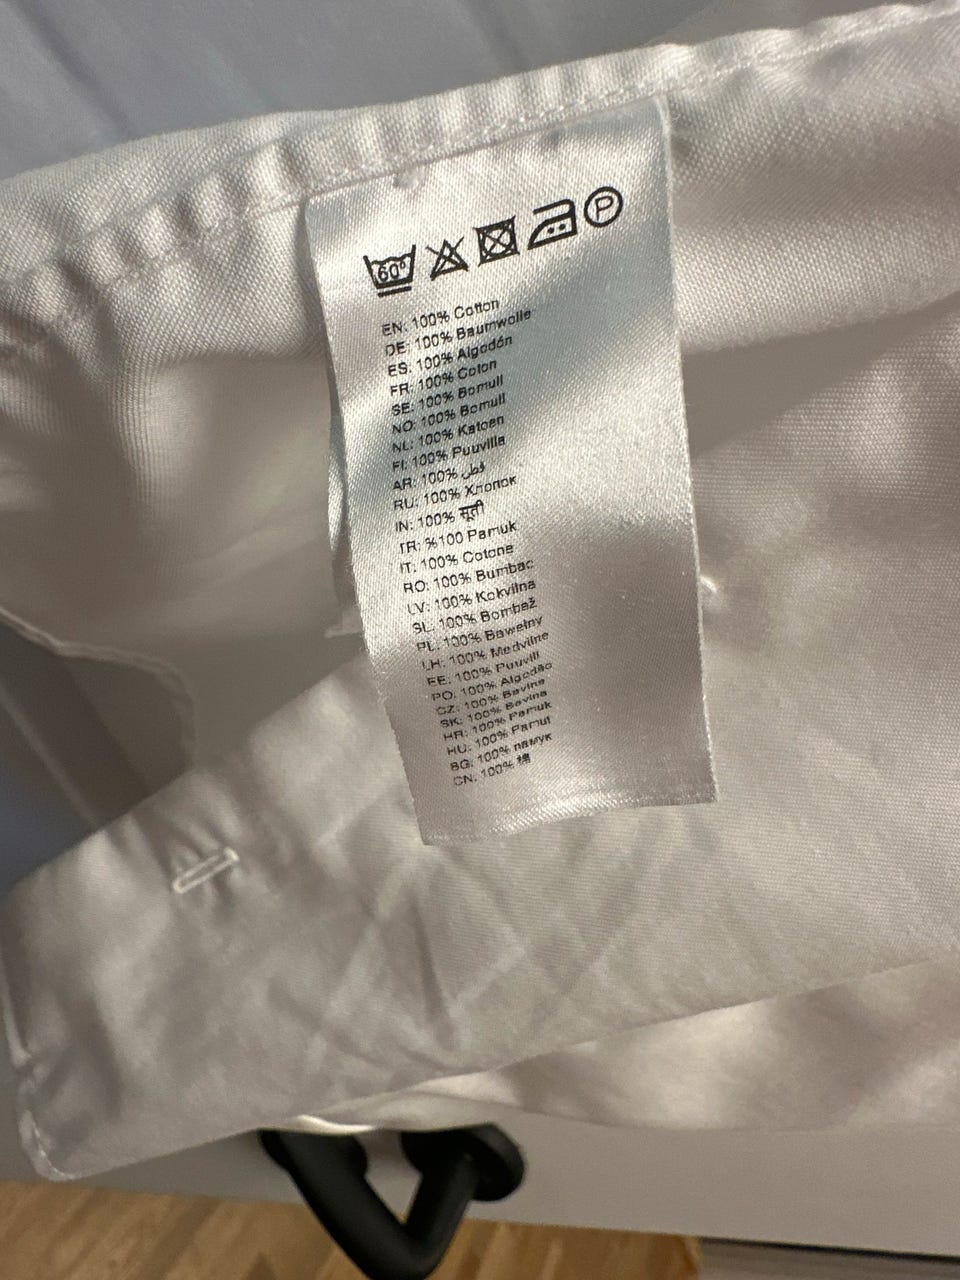 60° P
EN: 100% Cotton
DE: 100% Baumwolle
ES: 100% Algodón
FR: 100% Coton
SE: 100% Bomull
NO: 100% Bomull
NL: 100% Katoen
FI: 100% Puuvilla
AR: 100% قطن
RU: 100% Хлопок
IN: 100% सूती
TR: %100 Pamuk
IT: 100% Cotone
RO: 100% Bumbac
LV: 100% Kokvilna
SL: 100% Bombaž
PL: 100% Bawełny
LH: 100% Medvilne
EE: 100% Puuvill
PO: 100% Algodão
CZ: 100% Bavlna
SK: 100% Bavlna
HR: 100% Pamuk
HU: 100% Pamut
BG: 100% памук
CN: 100% 棉